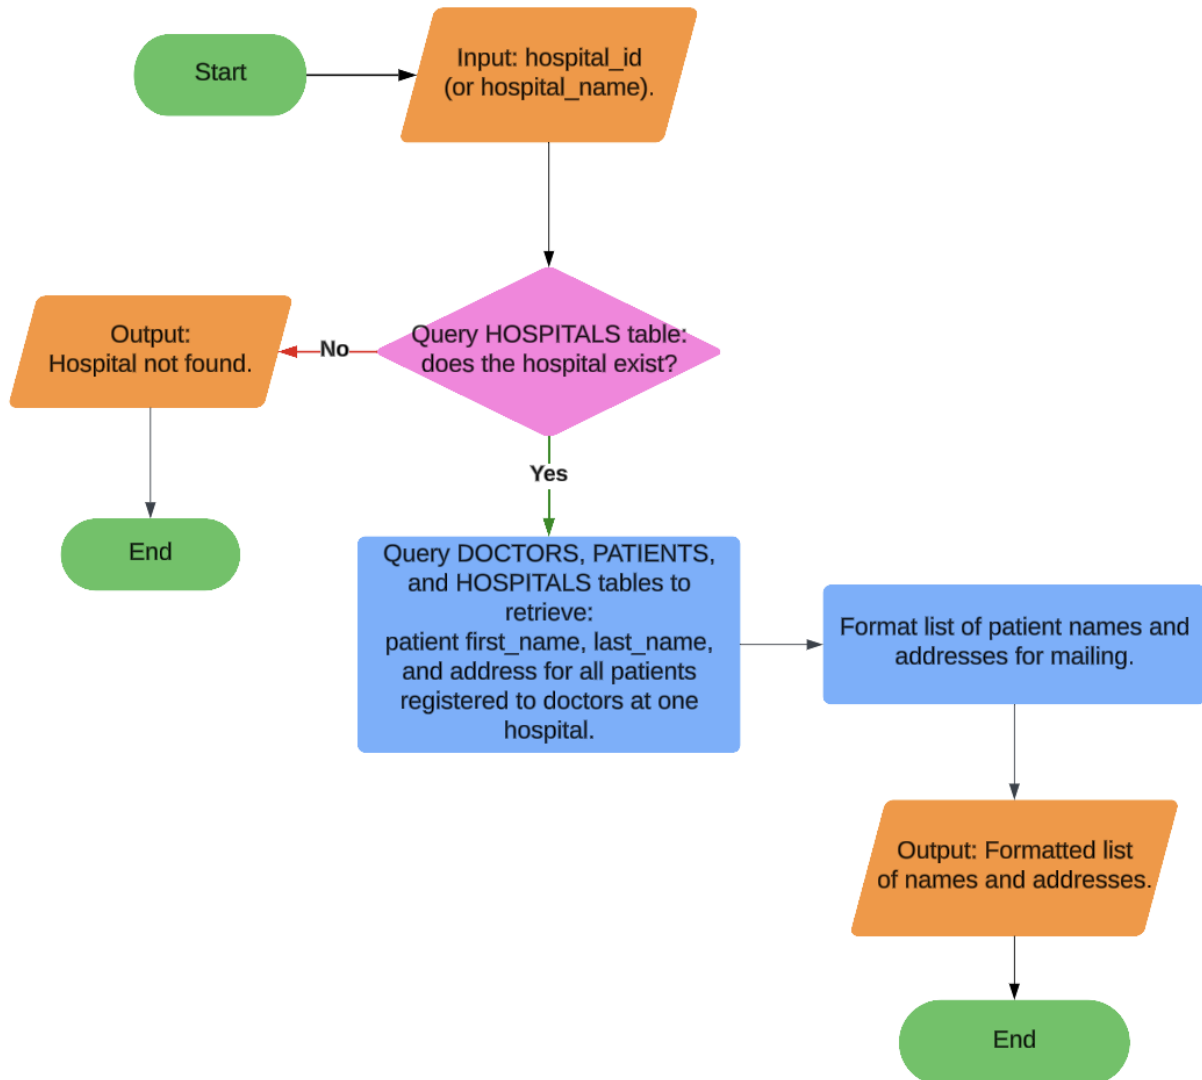 Start
Input: hospital_id
(or hospital_name).
Query HOSPITALS table:
does the hospital exist?
No
Output:
Hospital not found.
End
Yes
Query DOCTORS, PATIENTS,
and HOSPITALS tables to
retrieve:
patient first_name, last_name,
and address for all patients
registered to doctors at one
hospital.
Format list of patient names and
addresses for mailing.
Output: Formatted list
of names and addresses.
End